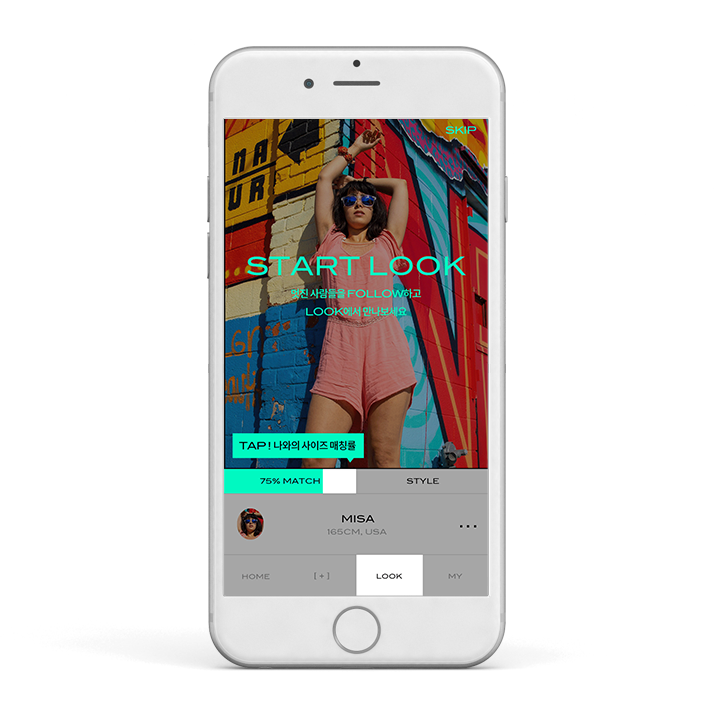 SKIP
NA
UR
START LOOK
멋진 사람들을 FOLLOW하고
LOOK에서 만나보세요
TAP! 나와의 사이즈 매칭률
75% MATCH
STYLE
MISA
165CM, USA
HOME
[+]
LOOK
MY